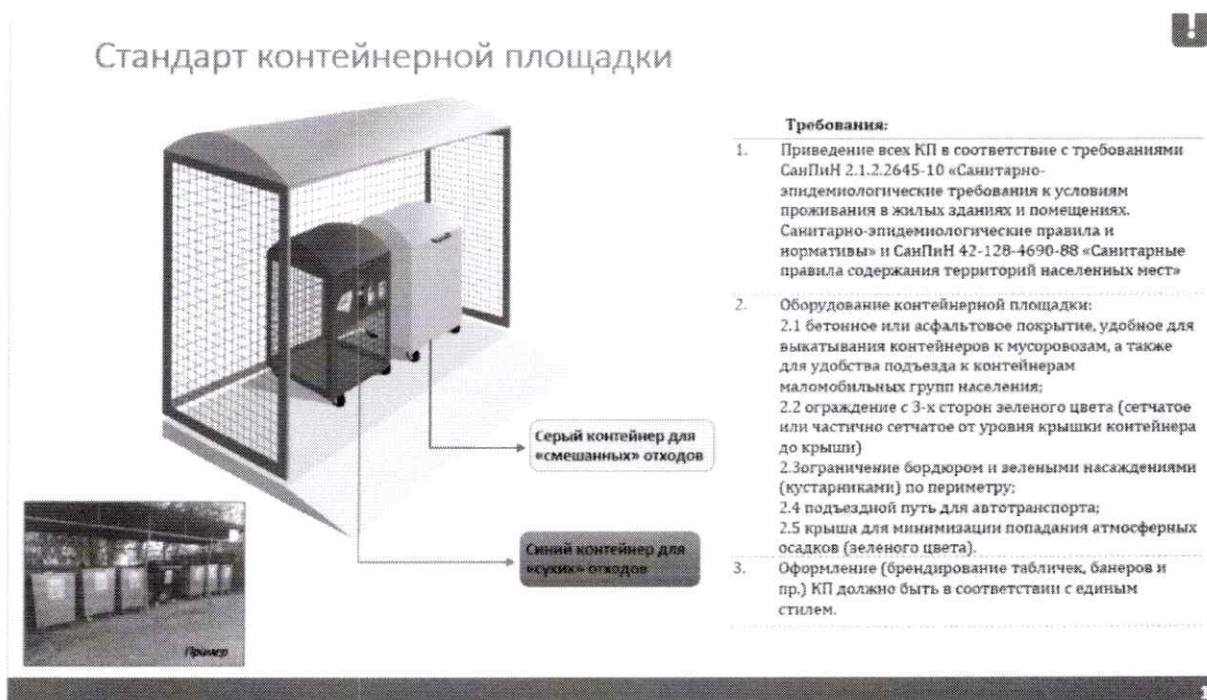 !
Стандарт контейнерной площадки
Требования:
1. Приведение всех КП в соответствие с требованиями
СанПиН 2.1.2.2645-10 «Санитарно-
эпидемиологические требования к условиям
проживания в жилых зданиях и помещениях.
Санитарно-эпидемиологические правила и
нормативы» и СанПиН 42-128-4690-88 «Санитарные
правила содержания территорий населенных мест»
2. Оборудование контейнерной площадки:
2.1 бетонное или асфальтовое покрытие, удобное для
выкатывания контейнеров к мусоровозам, а также
для удобства подъезда к контейнерам
маломобильных групп населения;
2.2 ограждение с 3-х сторон зеленого цвета (сетчатое
или частично сетчатое от уровня крышки контейнера
до крыши)
2.3ограничение бордюром и зелеными насаждениями
(кустарниками) по периметру;
2.4 подъездной путь для автотранспорта;
2.5 крыша для минимизации попадания атмосферных
осадков (зеленого цвета).
3. Оформление (брендирование табличек, банеров и
пр.) КП должно быть в соответствии с единым
стилем.
Серый контейнер для
«смешанных» отходов
Синий контейнер для
«сухих» отходов
Пример